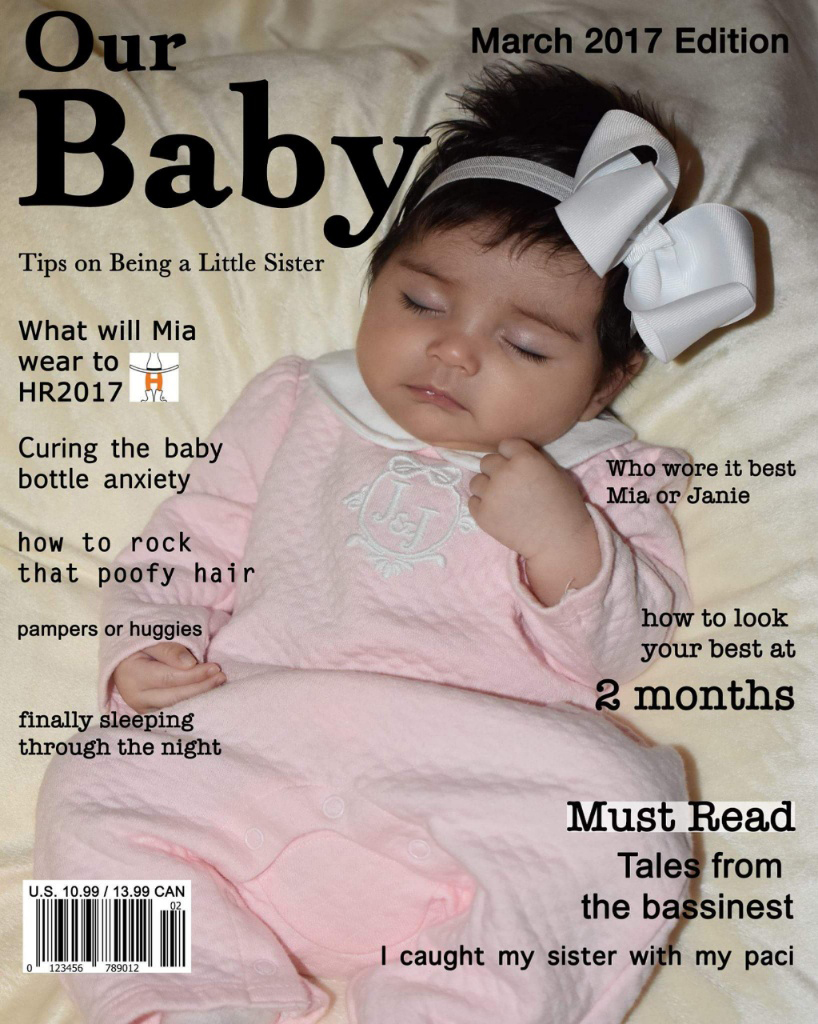 Our
Baby
March 2017 Edition
Tips on Being a Little Sister
What will Mia
wear to
HR2017
H
Curing the baby
bottle anxiety
how to rock
that poofy hair
pampers or huggies
finally sleeping
through the night
J&J
Who wore it best
Mia or Janie
how to look
your best at
2 months
Must Read
Tales from
the bassinest
I caught my sister with my paci
U.S. 10.99 / 13.99 CAN
02
0 123456 789012